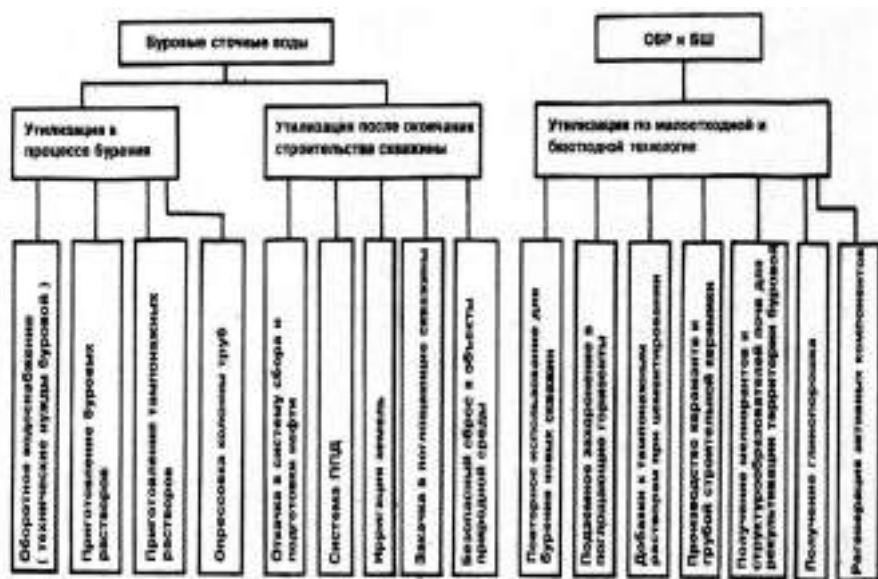 Буровые сточные воды
ОБР и БШ
Утилизация в
процессе бурения
Утилизация после окончания
строительства скважины
Утилизация по малоотходной и
безотходной технологии
Оборотное водоснабжение
( технические нужды буровой )
Приготовление буровых
растворов
Приготовление тампонажных
растворов
Опрессовка колонны труб
Откачка в систему сбора и
подготовки нефти
Система ППД
Ирригация земель
Закачка в поглощающие скважины
Безопасный сброс в объекты
природной среды
Повторное использование для
бурения новых скважин
Подземное захоронение в
поглощающие горизонты
Добавки к тампонажным
растворам при цементировании
Производство керамзита и
грубой строительной керамики
Получение мелиорантов и
структурообразователей почв для
рекультивации территории буровой
Получение глинопорошка
Регенерация активных компонентов